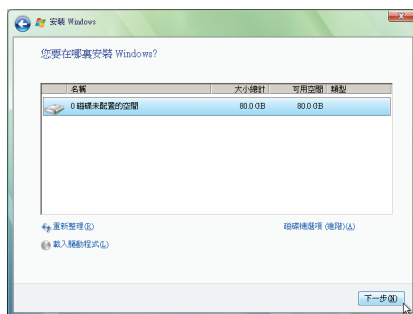 安裝 Windows
您要在哪裏安裝 Windows?
名稱 大小總計 可用空間 類型
0 磁碟未配置的空間 80.0 GB 80.0 GB
重新整理(R) 磁碟機選項 (進階)(A)
載入驅動程式(L)
下一步(N)